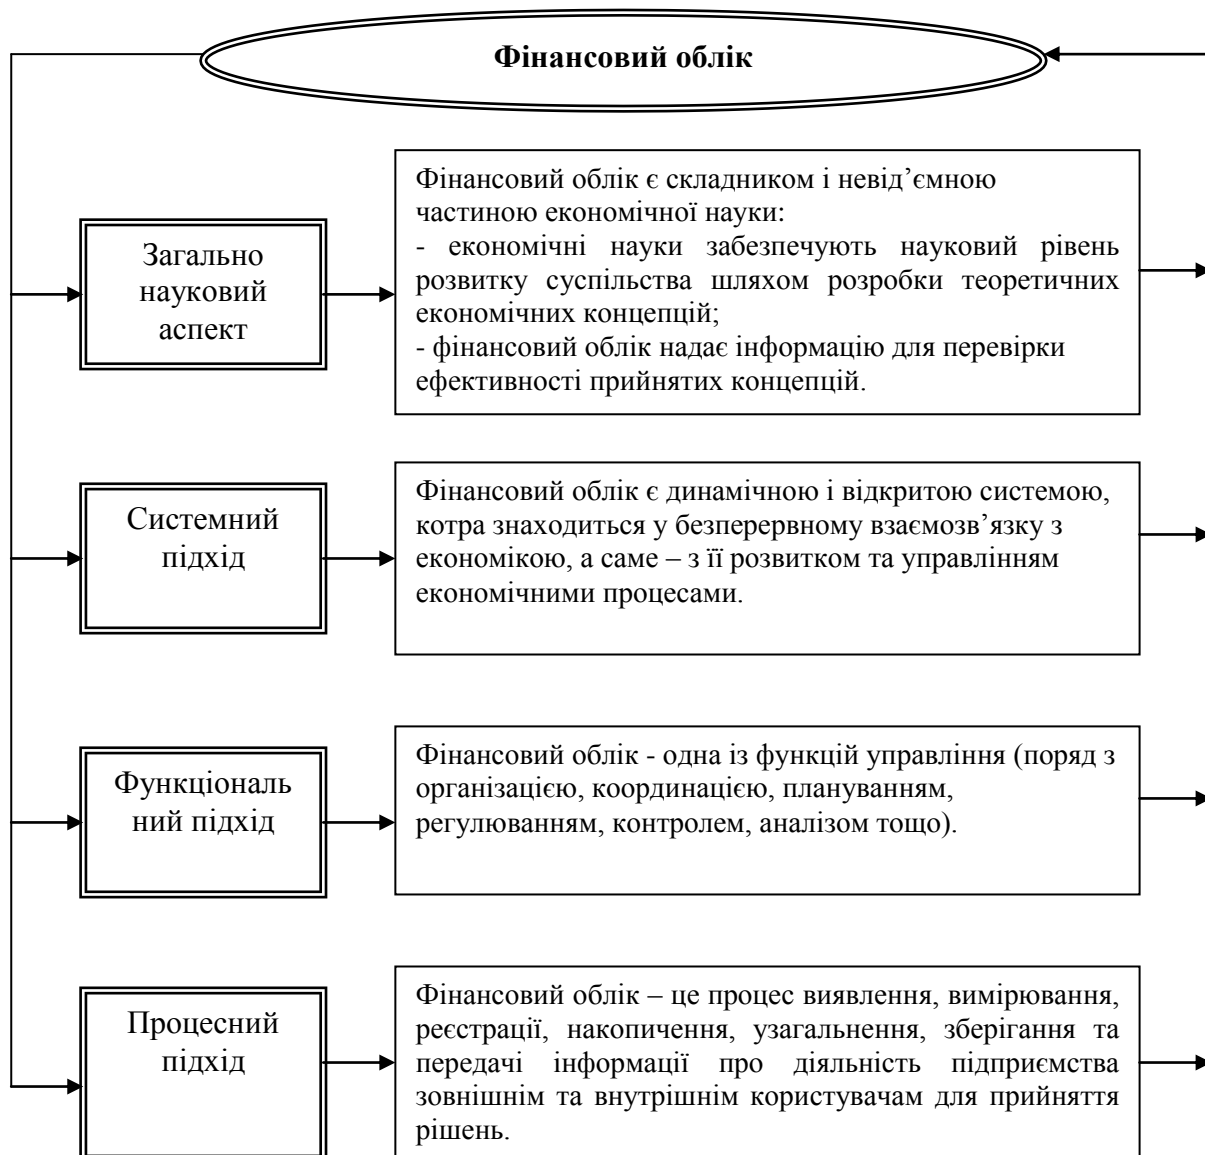 Фінансовий облік
Загально
науковий
аспект
Фінансовий облік є складником і невід’ємною
частиною економічної науки:
- економічні науки забезпечують науковий рівень
розвитку суспільства шляхом розробки теоретичних
економічних концепцій;
- фінансовий облік надає інформацію для перевірки
ефективності прийнятих концепцій.
Системний
підхід
Фінансовий облік є динамічною і відкритою системою,
котра знаходиться у безперервному взаємозв’язку з
економікою, а саме – з її розвитком та управлінням
економічними процесами.
Функціональ
ний підхід
Фінансовий облік - одна із функцій управління (поряд з
організацією, координацією, плануванням,
регулюванням, контролем, аналізом тощо).
Процесний
підхід
Фінансовий облік – це процес виявлення, вимірювання,
реєстрації, накопичення, узагальнення, зберігання та
передачі інформації про діяльність підприємства
зовнішнім та внутрішнім користувачам для прийняття
рішень.